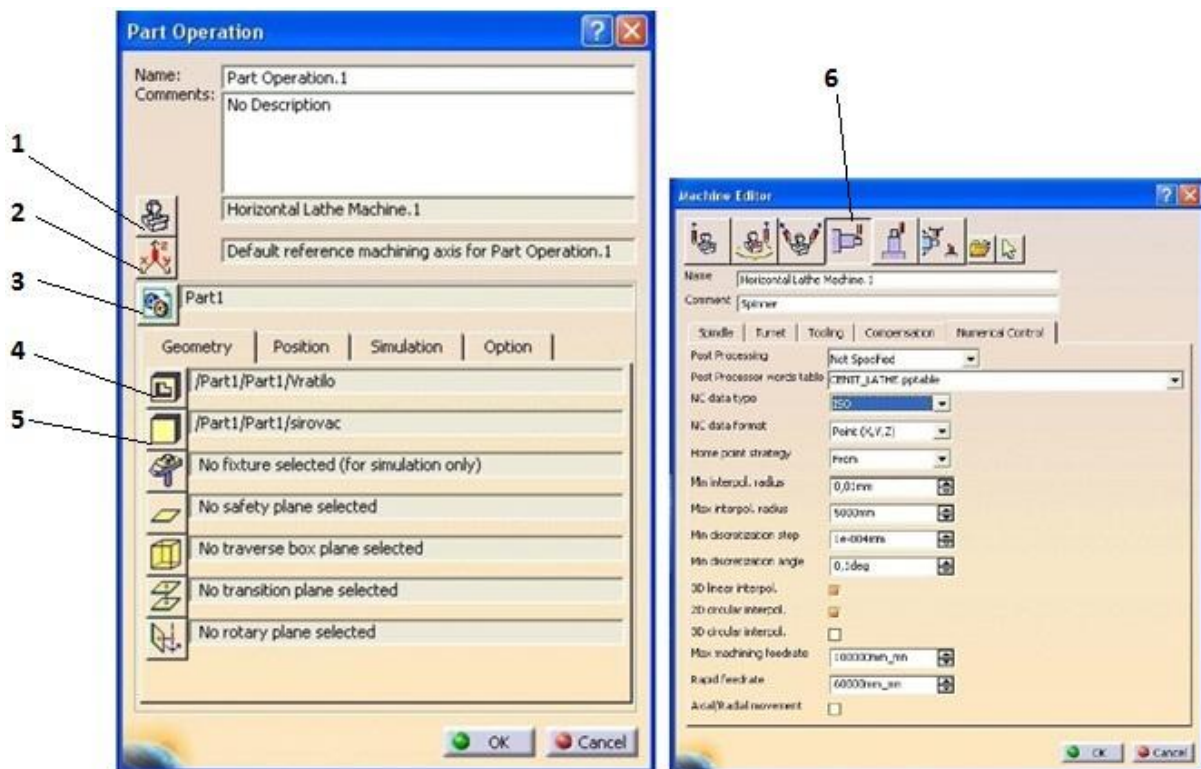 Part Operation
Name:
Part Operation.1
Comments:
No Description
1
Horizontal Lathe Machine.1
2
Default reference machining axis for Part Operation.1
3
Part1
Geometry
Position
Simulation
Option
4
/Part1/Part1/Vratilo
5
/Part1/Part1/sirovac
No fixture selected (for simulation only)
No safety plane selected
No traverse box plane selected
No transition plane selected
No rotary plane selected
OK
Cancel
6
Machine Editor
Name
Horizontal Lathe Machine.1
Comment
Spinner
Spindle
Turret
Tooling
Compensation
Numerical Control
Post Processing
Not Specified
Post Processor words table
CENIT_LATHE.pptable
NC data type
ISO
NC data format
Point (X,Y,Z)
Home point strategy
From
Min interpol. radius
0,01mm
Max interpol. radius
5000mm
Min discretization step
1e-004mm
Min discretization angle
0,1deg
3D linear interpol.
2D circular interpol.
3D circular interpol.
Max machining feedrate
100000mm_mn
Rapid feedrate
60000mm_mn
Axial/Radial movement
OK
Cancel